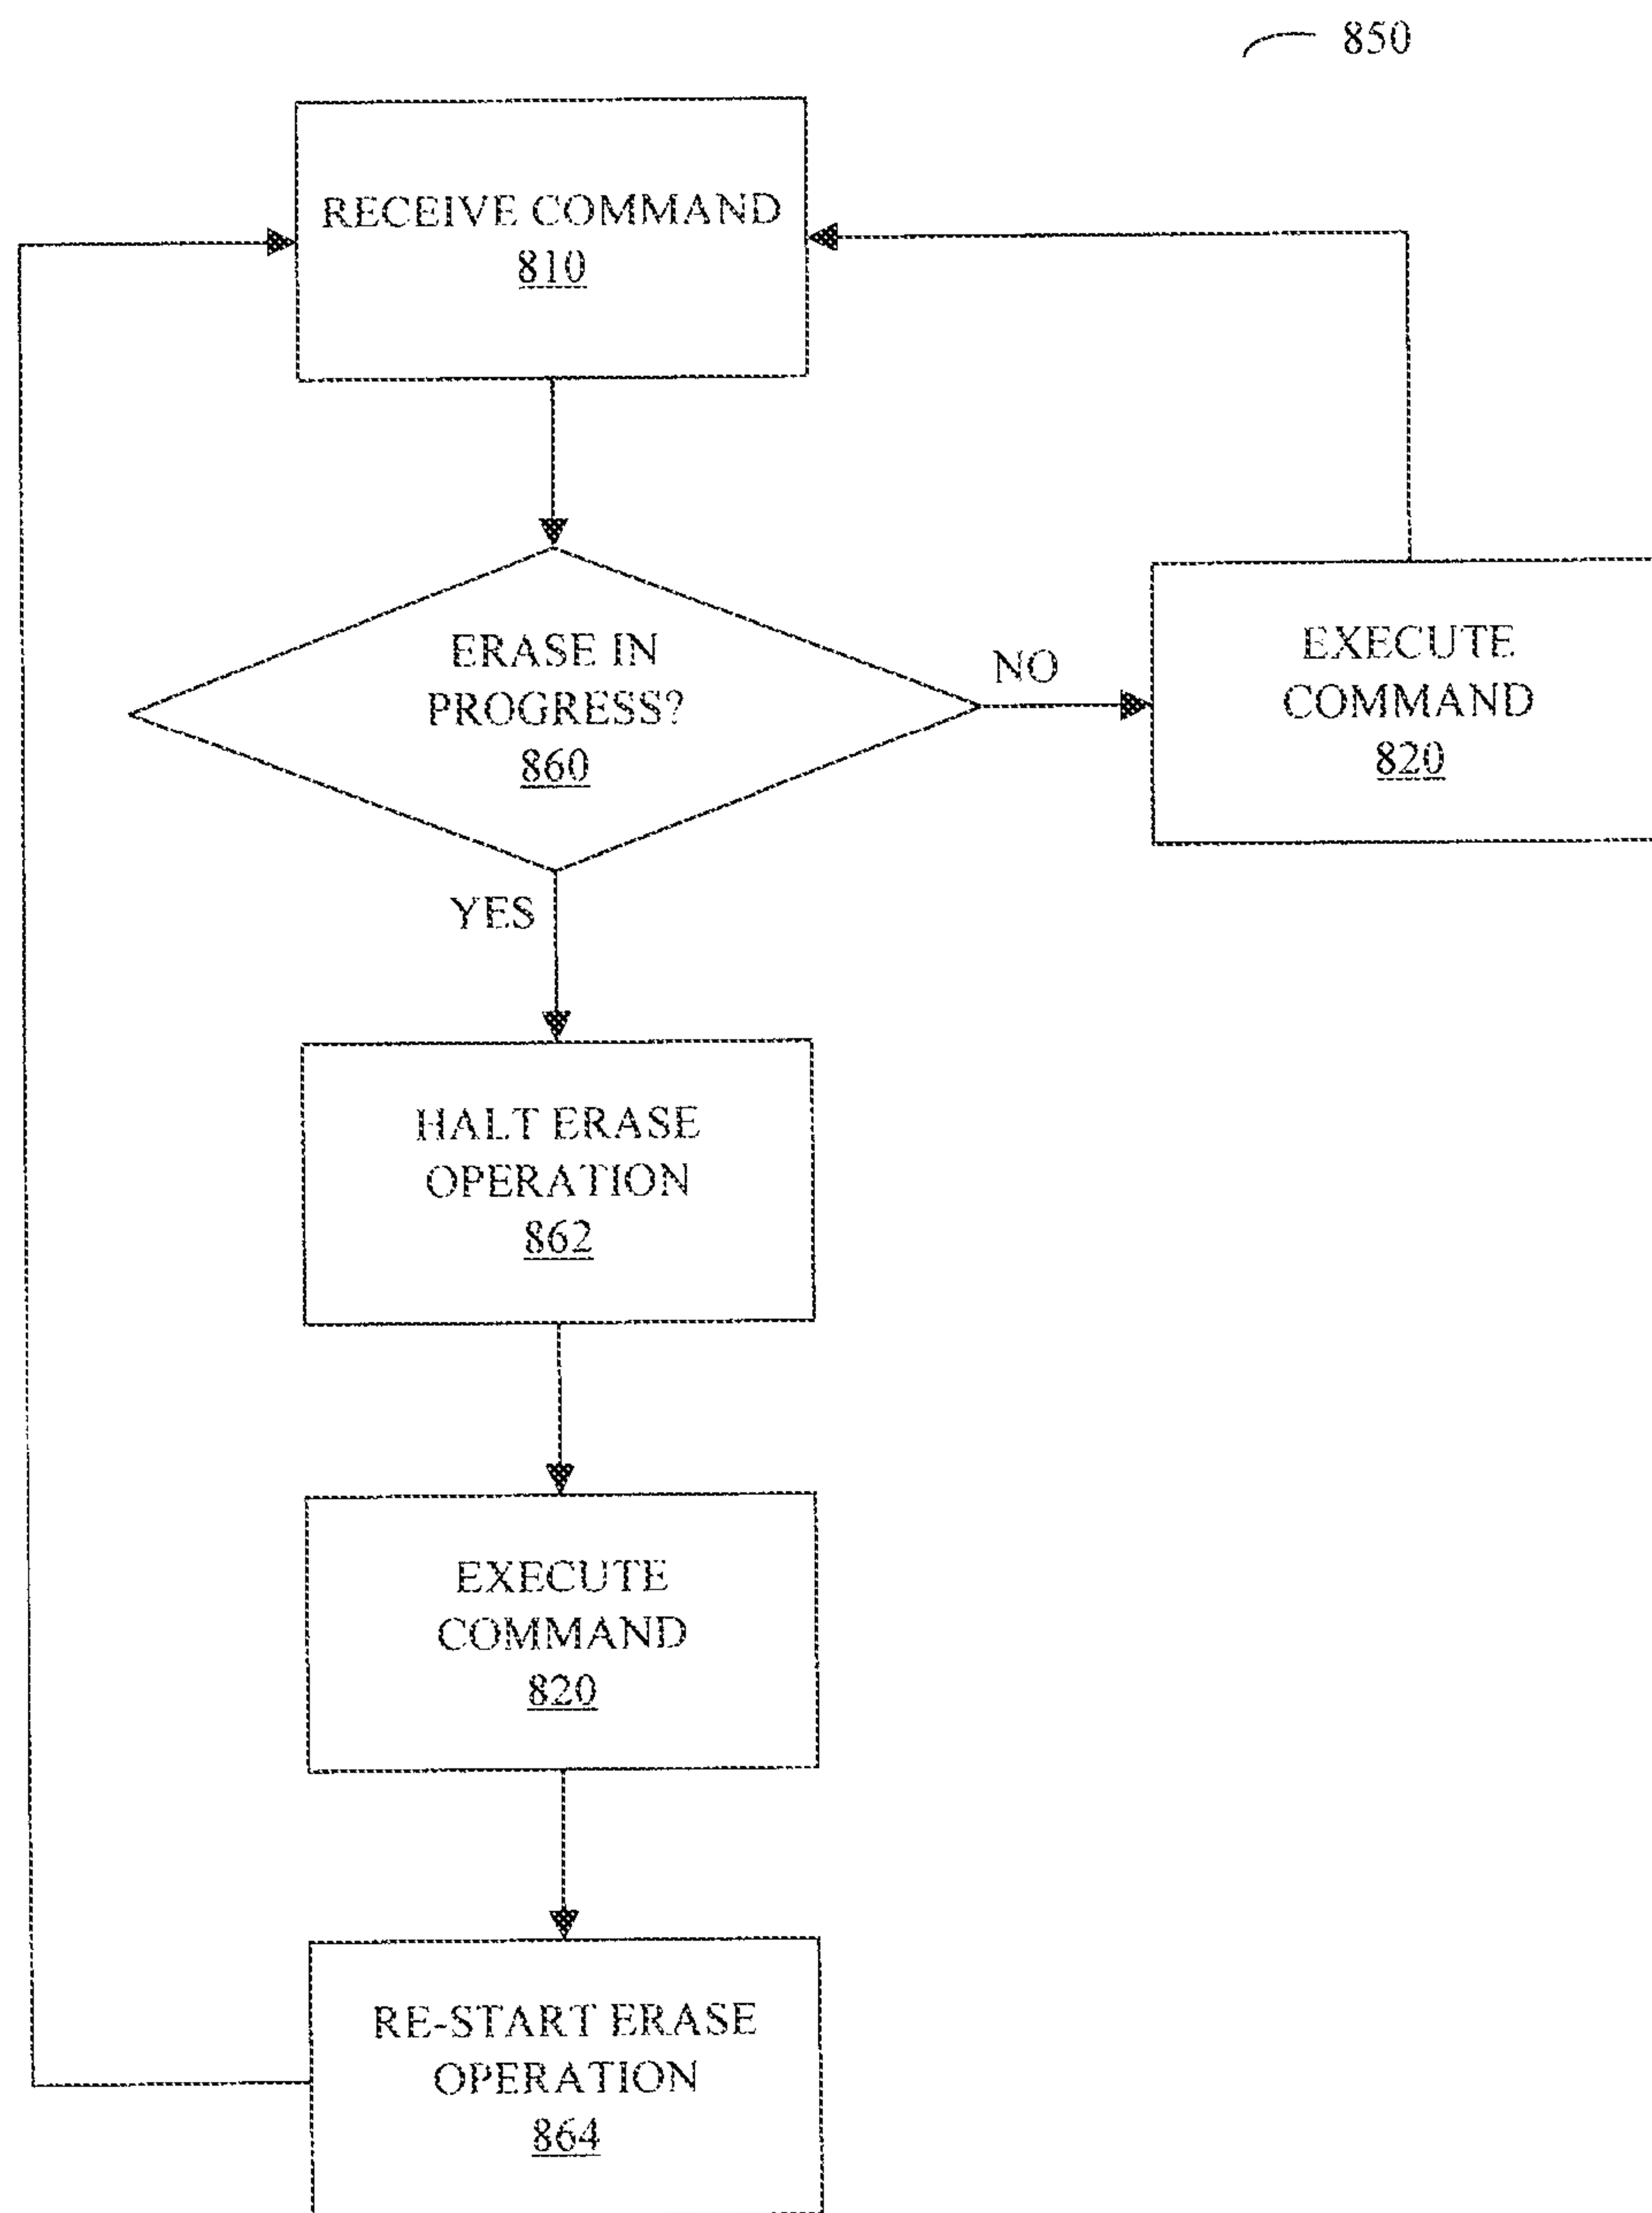 850
RECEIVE COMMAND
810
ERASE IN
PROGRESS?
860
NO
EXECUTE
COMMAND
820
YES
HALT ERASE
OPERATION
862
EXECUTE
COMMAND
820
RE-START ERASE
OPERATION
864